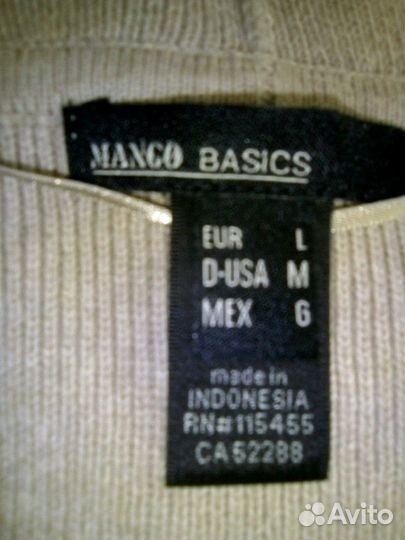 MANGO BASICS
EUR L
D-USA M
MEX G
made in
INDONESIA
RN#115455
CA52288
Avito